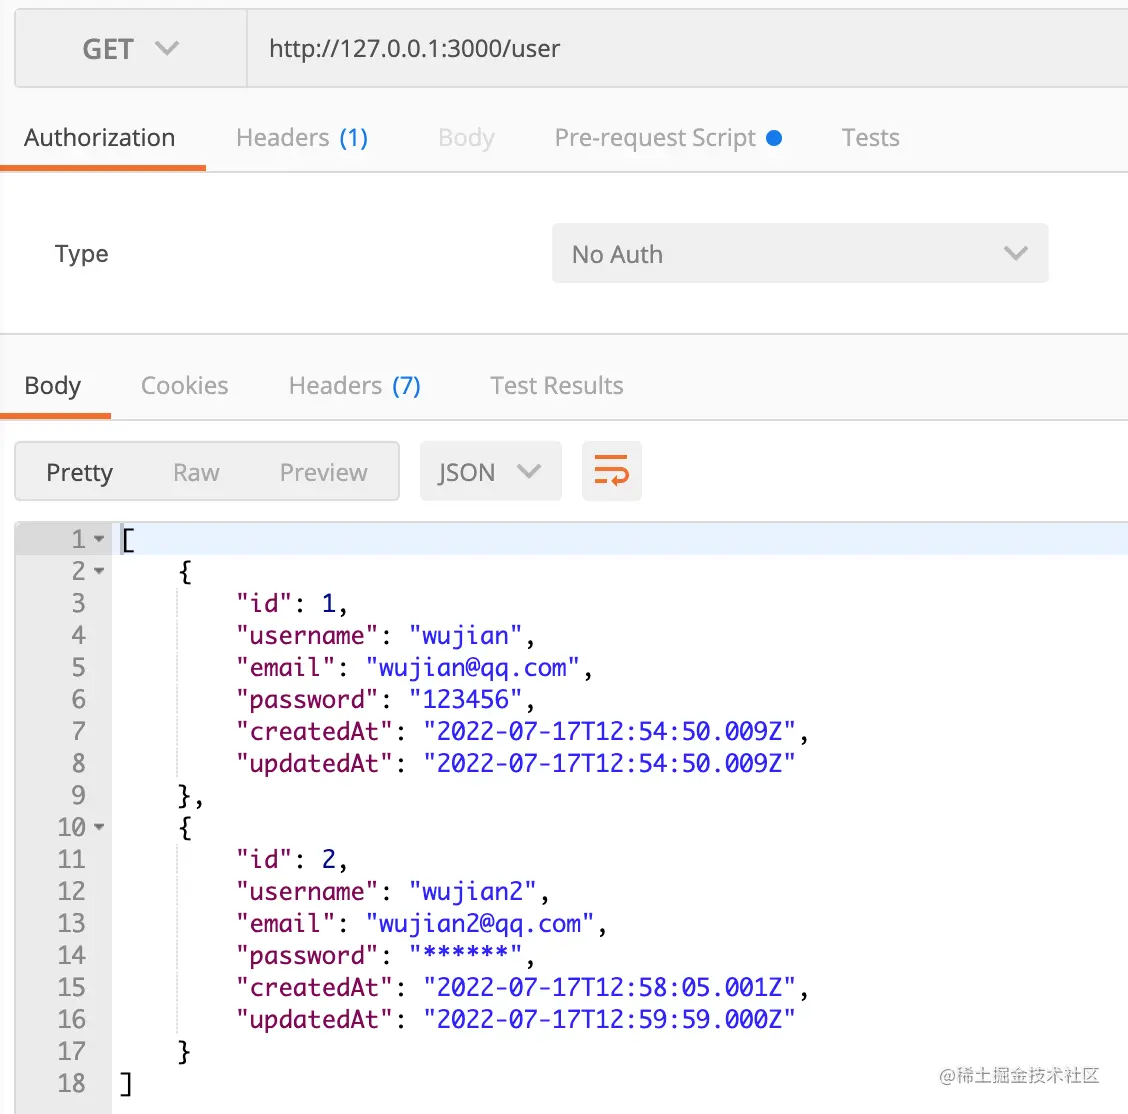 GET http://127.0.0.1:3000/user
Authorization Headers (1) Body Pre-request Script Tests
Type No Auth
Body Cookies Headers (7) Test Results
Pretty Raw Preview JSON
1 [
2 {
3 "id": 1,
4 "username": "wujian",
5 "email": "wujian@qq.com",
6 "password": "123456",
7 "createdAt": "2022-07-17T12:54:50.009Z",
8 "updatedAt": "2022-07-17T12:54:50.009Z"
9 },
10 {
11 "id": 2,
12 "username": "wujian2",
13 "email": "wujian2@qq.com",
14 "password": "******",
15 "createdAt": "2022-07-17T12:58:05.001Z",
16 "updatedAt": "2022-07-17T12:59:59.000Z"
17 }
18 ]
@稀土掘金技术社区